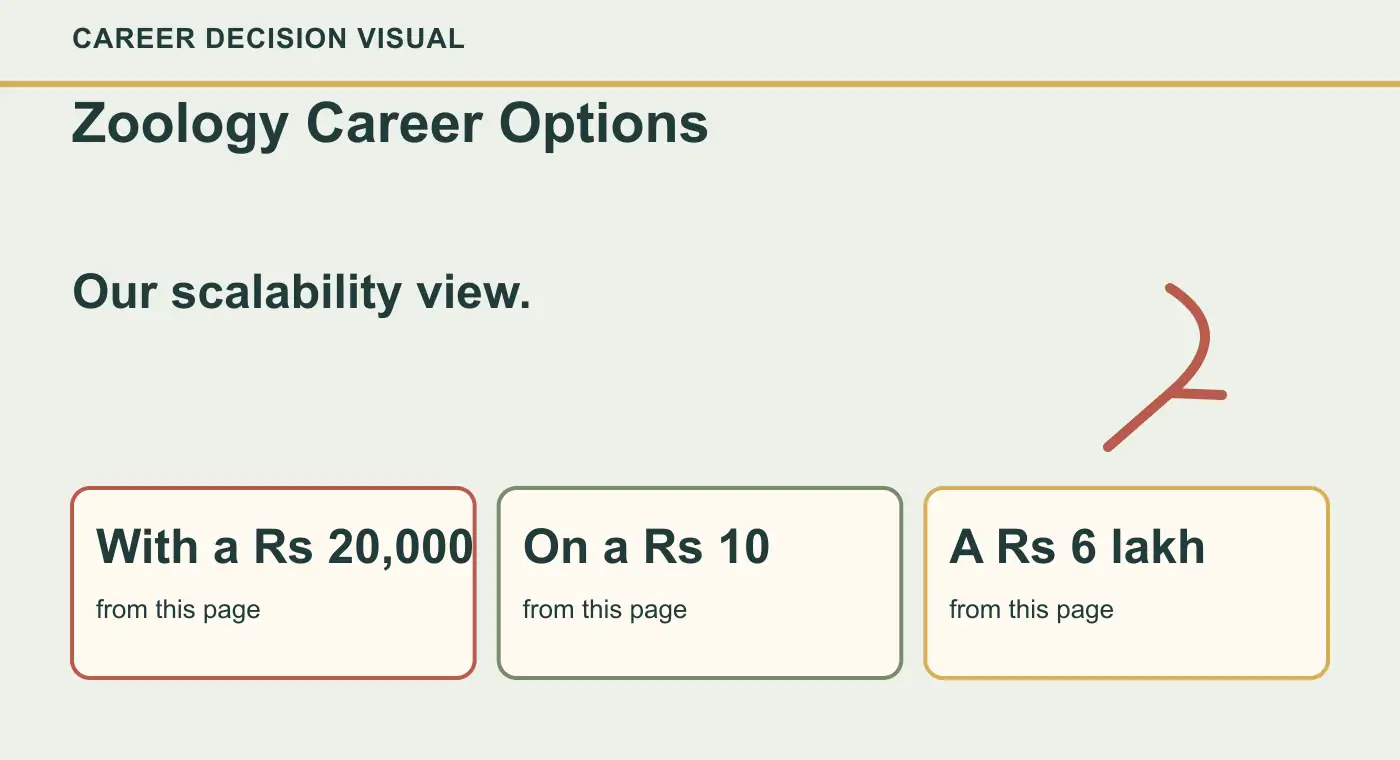 CAREER DECISION VISUAL
Zoology Career Options
Our scalability view.
With a Rs 20,000
from this page
On a Rs 10
from this page
A Rs 6 lakh
from this page